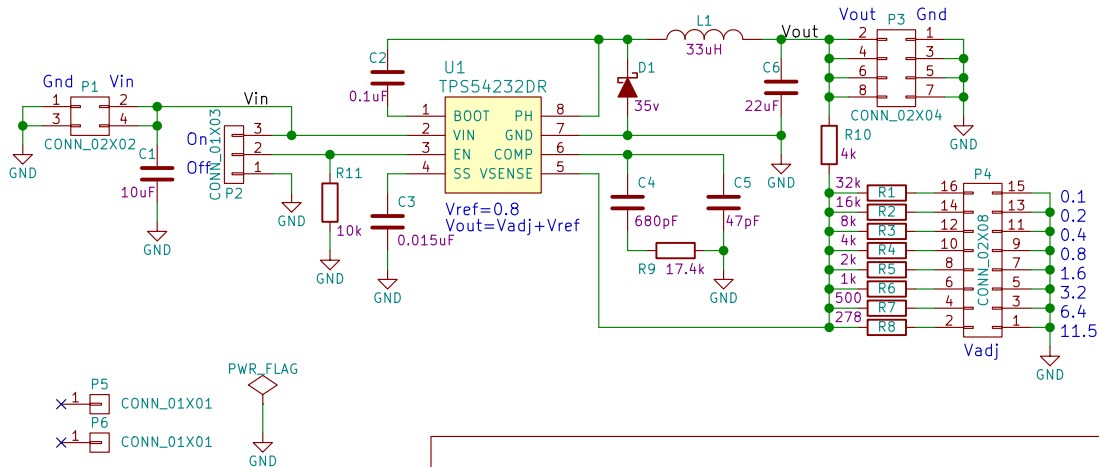 Vout P3 Gnd
L1
33uH
Vout
2 1
4 3
6 5
8 7
CONN_02X04
GND
C2
0.1uF
U1
TPS54232DR
D1
35v
C6
22uF
GND
Gnd P1 Vin
1 2
3 4
CONN_02X02
GND
Vin
C1
10uF
GND
On
Off
CONN_01X03
3
2
1
P2
GND
R11
10k
GND
1 BOOT PH 8
2 VIN GND 7
3 EN COMP 6
4 SS VSENSE 5
Vref=0.8
Vout=Vadj+Vref
C3
0.015uF
GND
C4
680pF
C5
47pF
R9 17.4k
GND
R10
4k
P4
32k R1 16 15 0.1
16k R2 14 13 0.2
8k R3 12 11 0.4
4k R4 10 9 0.8
2k R5 8 7 1.6
1k R6 6 5 3.2
500 R7 4 3 6.4
278 R8 2 1 11.5
CONN_02X08
Vadj
GND
P5
1 CONN_01X01
P6
1 CONN_01X01
PWR_FLAG
GND